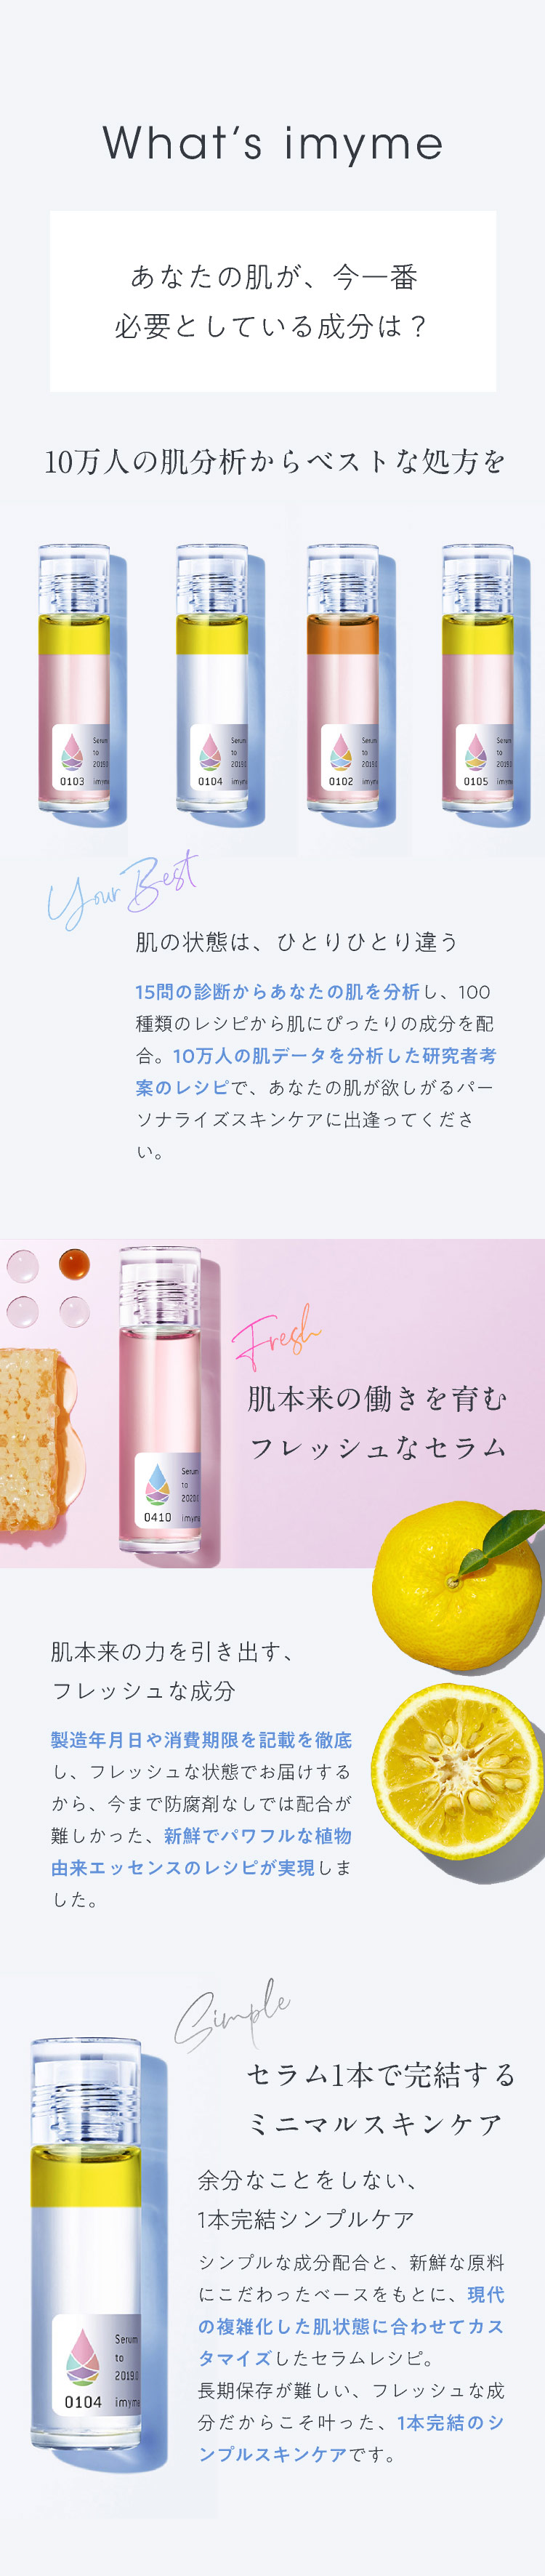 What's imyme
あなたの肌が、今一番
必要としている成分は？
10万人の肌分析からベストな処方を
Serum
to
0103
imyme
Serum
to
0104
imyme
Serum
to
0102
imyme
Serum
to
0105
imyme
Your Best
肌の状態は、ひとりひとり違う
15問の診断からあなたの肌を分析し、100
種類のレシピから肌にぴったりの成分を配
合。10万人の肌データを分析した研究者考
案のレシピで、あなたの肌が欲しがるパー
ソナライズスキンケアに出逢ってくださ
い。
Fresh
肌本来の働きを育む
フレッシュなセラム
Serum
to
2020.
0410
imyme
肌本来の力を引き出す、
フレッシュな成分
製造年月日や消費期限を記載を徹底
し、フレッシュな状態でお届けする
から、今まで防腐剤なしでは配合が
難しかった、新鮮でパワフルな植物
由来エッセンスのレシピが実現しま
した。
Simple
セラム1本で完結する
ミニマルスキンケア
余分なことをしない、
1本完結シンプルケア
シンプルな成分配合と、新鮮な原料
にこだわったベースをもとに、現代
の複雑化した肌状態に合わせてカス
タマイズしたセラムレシピ。
長期保存が難しい、フレッシュな成
分だからこそ叶った、1本完結のシ
ンプルスキンケアです。
Serum
to
2019.
0104
imyme